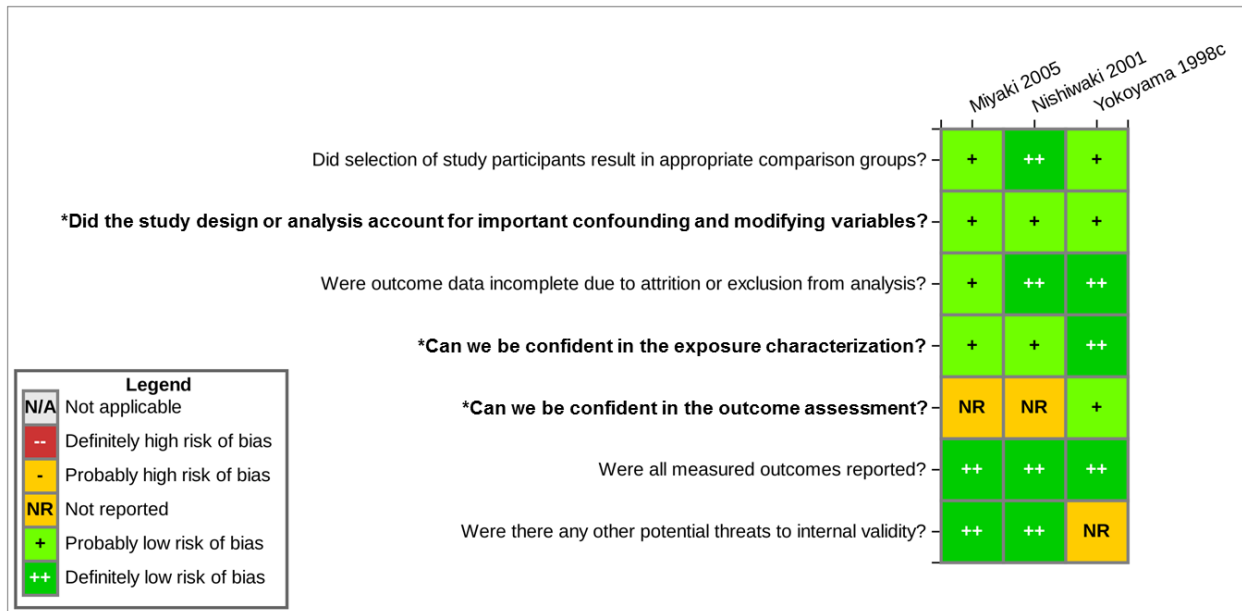 Miyaki 2005
Nishiwaki 2001
Yokoyama 1998c
Did selection of study participants result in appropriate comparison groups? + ++ +
*Did the study design or analysis account for important confounding and modifying variables? + + +
Were outcome data incomplete due to attrition or exclusion from analysis? + ++ ++
*Can we be confident in the exposure characterization? + + ++
*Can we be confident in the outcome assessment? NR NR +
Were all measured outcomes reported? ++ ++ ++
Were there any other potential threats to internal validity? ++ ++ NR
Legend
N/A Not applicable
-- Definitely high risk of bias
- Probably high risk of bias
NR Not reported
+ Probably low risk of bias
++ Definitely low risk of bias